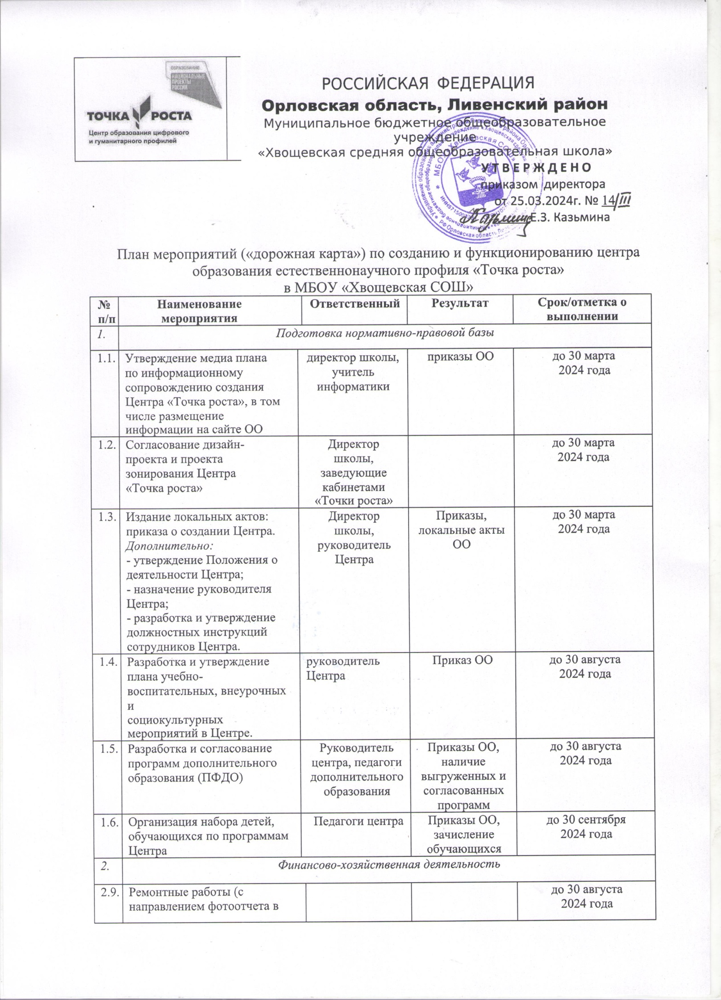 ОБРАЗОВАНИЕ
НАЦИОНАЛЬНЫЕ
ПРОЕКТЫ
РОССИИ
ТОЧКА РОСТА
Центр образования цифрового
и гуманитарного профилей
РОССИЙСКАЯ ФЕДЕРАЦИЯ
Орловская область, Ливенский район
Муниципальное бюджетное общеобразовательное
учреждение
«Хвощевская средняя общеобразовательная школа»
УТВЕРЖДЕНО
приказом директора
от 25.03.2024г. № 14/III
Е.З. Казьмина
МБОУ «Хвощевская СОШ»
План мероприятий («дорожная карта») по созданию и функционированию центра
образования естественнонаучного профиля «Точка роста»
в МБОУ «Хвощевская СОШ»
№ п/п Наименование мероприятия Ответственный Результат Срок/отметка о выполнении
1. Подготовка нормативно-правовой базы
1.1. Утверждение медиа плана
по информационному
сопровождению создания
Центра «Точка роста», в том
числе размещение
информации на сайте ОО
директор школы,
учитель
информатики
приказы ОО
до 30 марта
2024 года
1.2. Согласование дизайн-
проекта и проекта
зонирования Центра
«Точка роста»
Директор
школы,
заведующие
кабинетами
«Точки роста»
до 30 марта
2024 года
1.3. Издание локальных актов:
приказа о создании Центра.
Дополнительно:
- утверждение Положения о
деятельности Центра;
- назначение руководителя
Центра;
- разработка и утверждение
должностных инструкций
сотрудников Центра.
Директор
школы,
руководитель
Центра
Приказы,
локальные акты
ОО
до 30 марта
2024 года
1.4. Разработка и утверждение
плана учебно-
воспитательных, внеурочных
и
социокультурных
мероприятий в Центре.
руководитель
Центра
Приказ ОО
до 30 августа
2024 года
1.5. Разработка и согласование
программ дополнительного
образования (ПФДО)
Руководитель
центра, педагоги
дополнительного
образования
Приказы ОО,
наличие
выгруженных и
согласованных
программ
до 30 августа
2024 года
1.6. Организация набора детей,
обучающихся по программам
Центра
Педагоги центра
Приказы ОО,
зачисление
обучающихся
до 30 сентября
2024 года
2. Финансово-хозяйственная деятельность
2.9. Ремонтные работы (с
направлением фотоотчета в
до 30 августа
2024 года